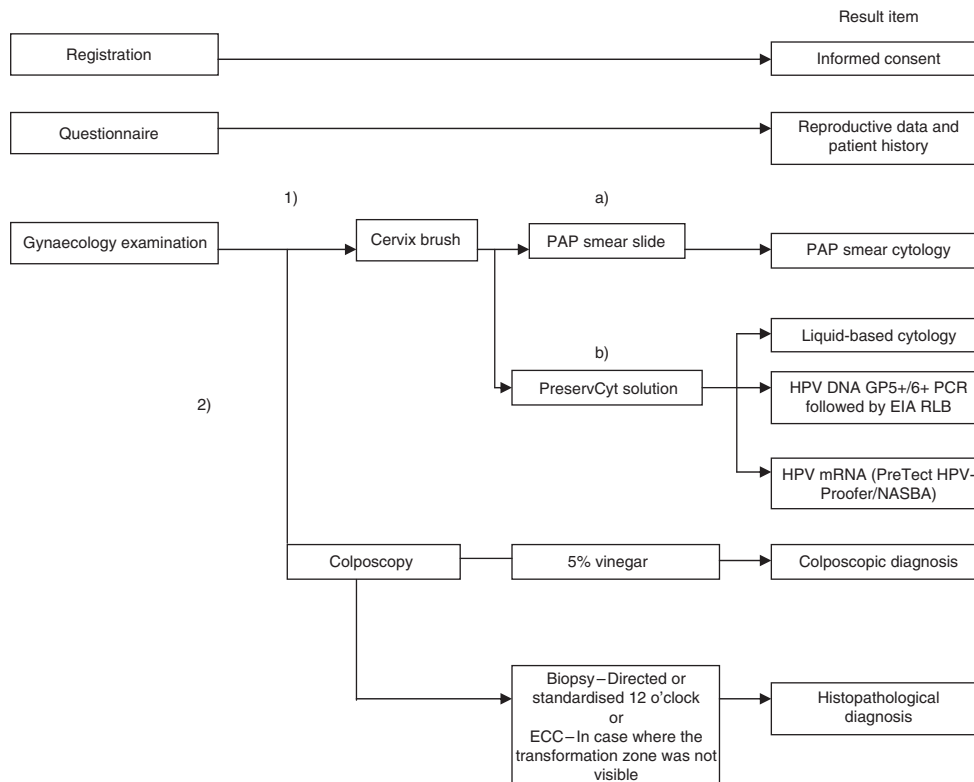 Result item
Registration
Informed consent
Questionnaire
Reproductive data and
patient history
1)
a)
Gynaecology examination
Cervix brush
PAP smear slide
PAP smear cytology
Liquid-based cytology
b)
PreservCyt solution
HPV DNA GP5+/6+ PCR
followed by EIA RLB
2)
HPV mRNA (PreTect HPV-
Proofer/NASBA)
Colposcopy
5% vinegar
Colposcopic diagnosis
Biopsy–Directed or
standardised 12 o'clock
or
ECC–In case where the
transformation zone was not
visible
Histopathological
diagnosis